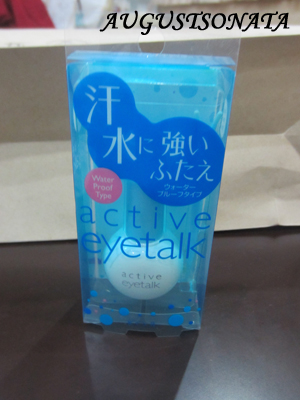 AUGUSTSONATA
汗
水に強い
ふたえ
ウォーター
プルーフタイプ
Water
Proof
Type
active
eyetalk
active
eyetalk